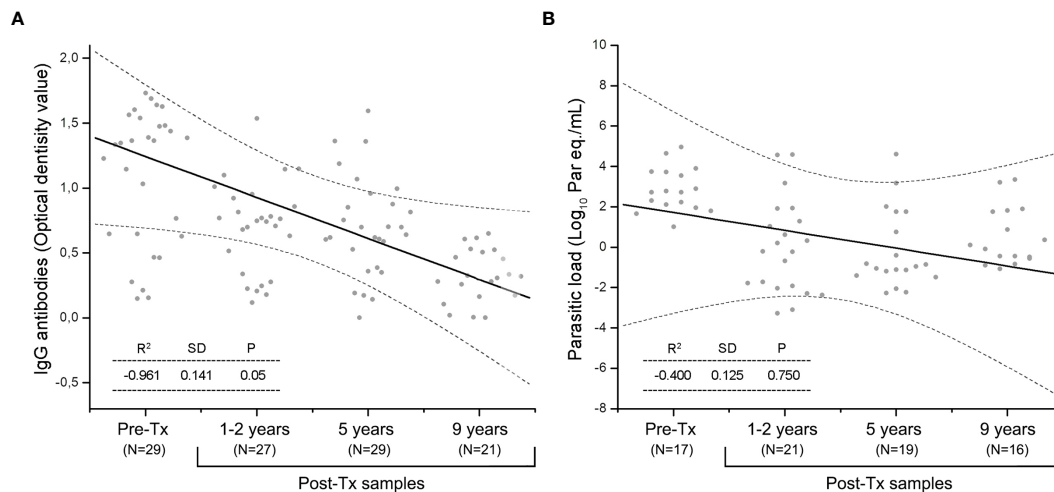 A
IgG antibodies (Optical dentisity value)
2,0
1,5
1,0
0,5
0,0
-0,5
R2 SD P
-0.961 0.141 0.05
Pre-Tx 1-2 years 5 years 9 years
(N=29) (N=27) (N=29) (N=21)
Post-Tx samples
B
Parasitic load (Log10 Par eq./mL)
10
8
6
4
2
0
-2
-4
-6
-8
R2 SD P
-0.400 0.125 0.750
Pre-Tx 1-2 years 5 years 9 years
(N=17) (N=21) (N=19) (N=16)
Post-Tx samples